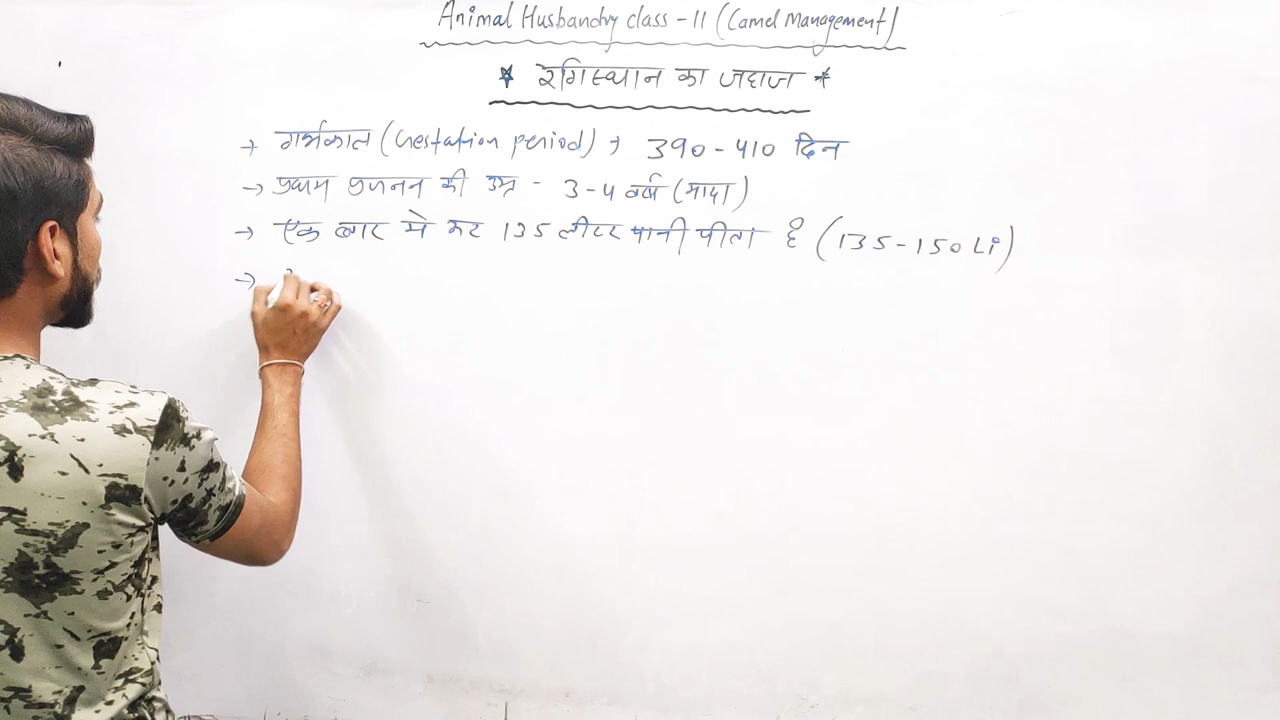 Animal Husbandry class - 11 (Camel Management)
* रेगिस्थान का जहाज *
→ गर्भकाल (Gestation period) → 390 - 410 दिन
→ प्रथम प्रजनन की उम्र - 3-4 वर्ष (मादा)
→ एक बार मे ऊट 135 लीटर पानी पीता है (135-150 Li)
→